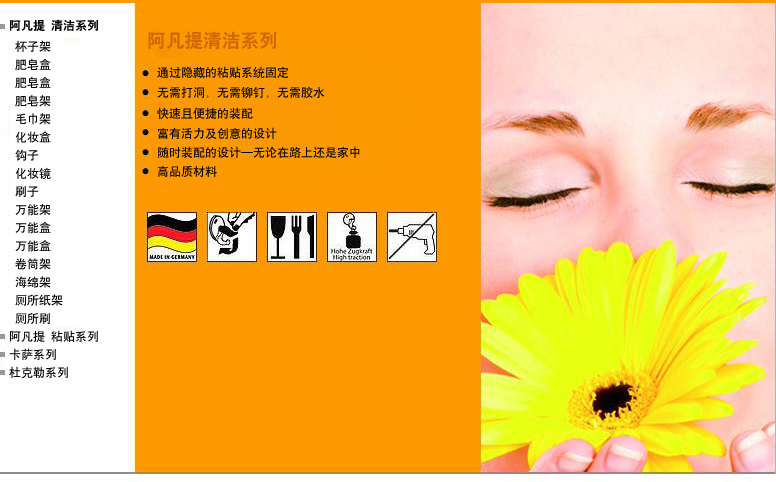 阿凡提 清洁系列
杯子架
肥皂盒
肥皂盒
肥皂架
毛巾架
化妆盒
钩子
化妆镜
刷子
万能架
万能盒
万能盒
卷筒架
海绵架
厕所纸架
厕所刷
阿凡提 粘贴系列
卡萨系列
杜克勒系列
阿凡提清洁系列
通过隐藏的粘贴系统固定
无需打洞，无需铆钉，无需胶水
快速且便捷的装配
富有活力及创意的设计
随时装配的设计—无论在路上还是家中
高品质材料
MADE IN GERMANY
Hohe Zugkraft
High traction